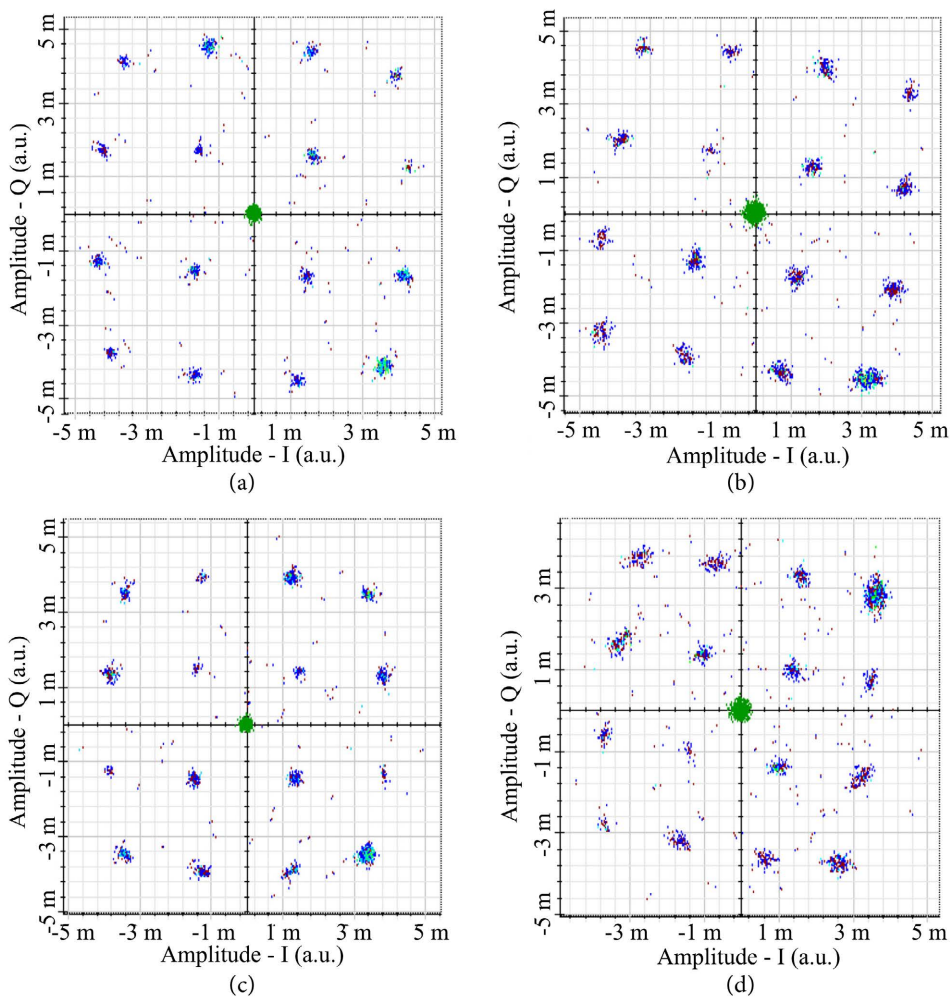 5 m
3 m
1 m
-1 m
-3 m
-5 m
Amplitude - Q (a.u.)
-5 m -1 m 1 m 3 m 5 m
Amplitude - I (a.u.)
(a)
5 m
3 m
1 m
-1 m
-3 m
-5 m
Amplitude - Q (a.u.)
-5 m -3 m -1 m 1 m 3 m 5 m
Amplitude - I (a.u.)
(b)
5 m
3 m
1 m
-1 m
-3 m
-5 m
Amplitude - Q (a.u.)
-5 m -3 m -1 m 1 m 3 m 5 m
Amplitude - I (a.u.)
(c)
3 m
1 m
-1 m
-3 m
-5 m
Amplitude - Q (a.u.)
-3 m -1 m 1 m 3 m 5 m
Amplitude - I (a.u.)
(d)